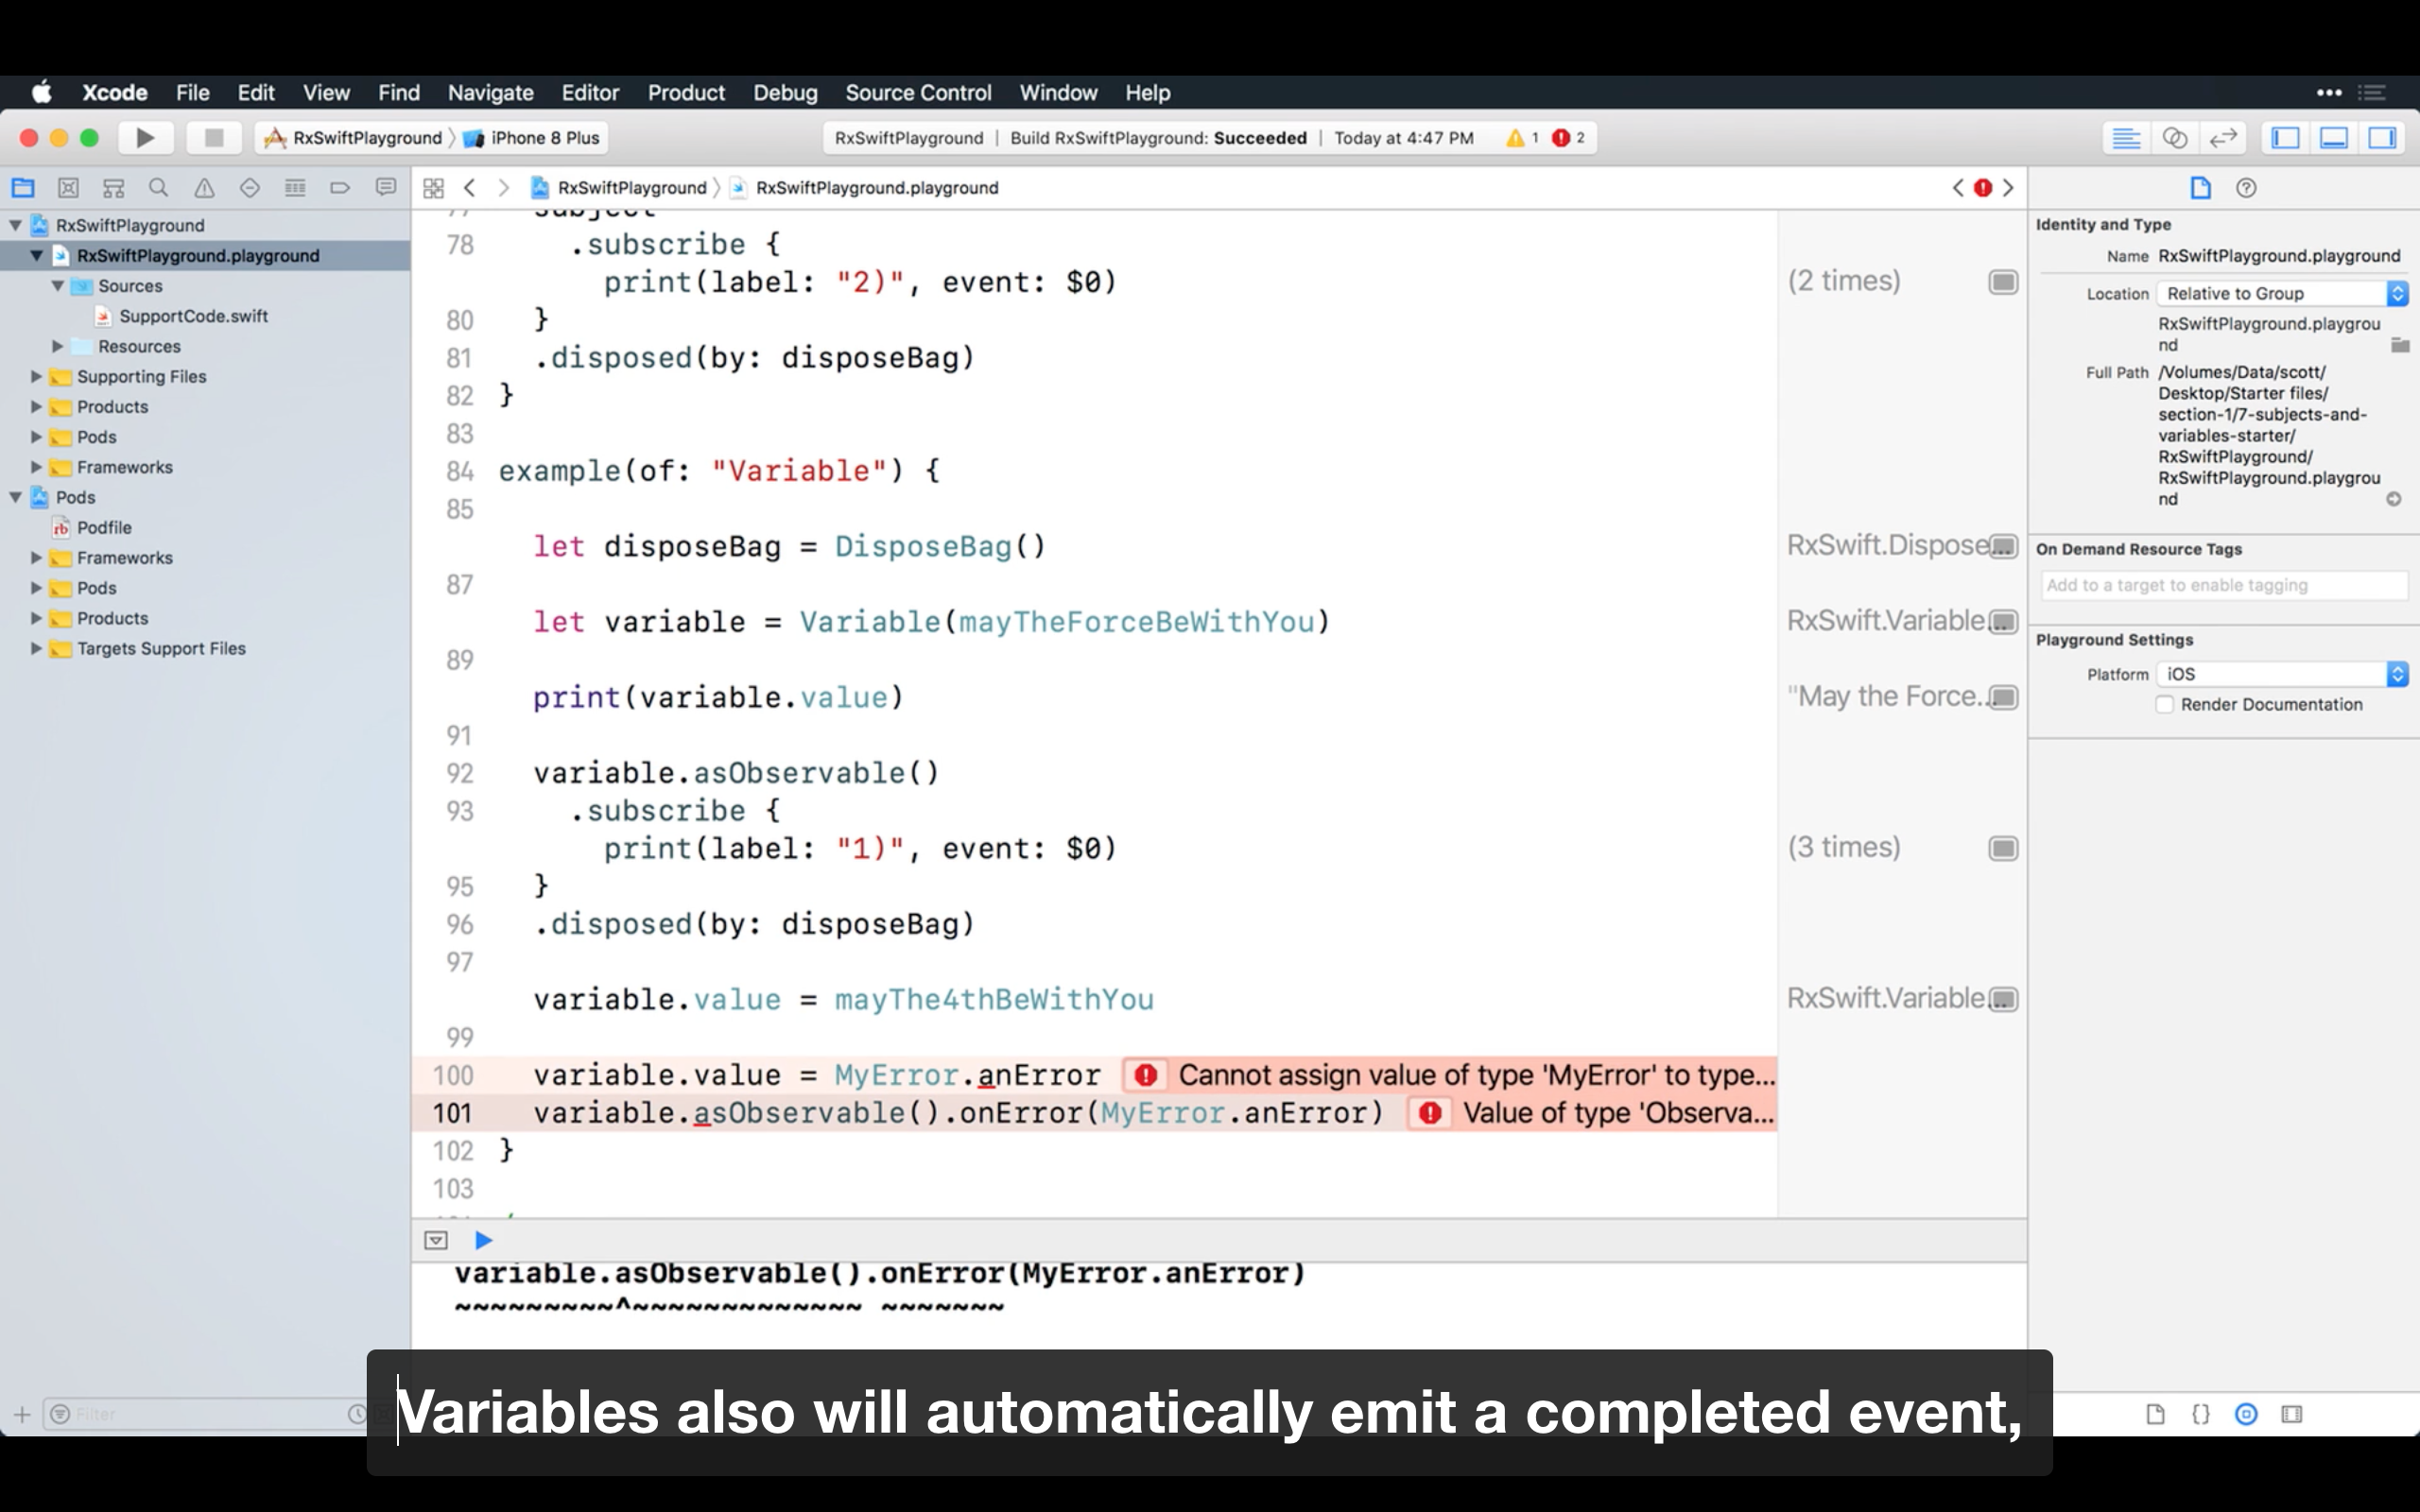 Xcode File Edit View Find Navigate Editor Product Debug Source Control Window Help
RxSwiftPlayground 〉 iPhone 8 Plus
RxSwiftPlayground | Build RxSwiftPlayground: Succeeded | Today at 4:47 PM 1 2
RxSwiftPlayground 〉 RxSwiftPlayground.playground
RxSwiftPlayground
RxSwiftPlayground.playground
Sources
SupportCode.swift
Resources
Supporting Files
Products
Pods
Frameworks
Pods
Podfile
Frameworks
Pods
Products
Targets Support Files
Filter
77 subject
78 .subscribe {
print(label: "2)", event: $0) (2 times)
80 }
81 .disposed(by: disposeBag)
82 }
83
84 example(of: "Variable") {
85
let disposeBag = DisposeBag() RxSwift.Dispose...
87
let variable = Variable(mayTheForceBeWithYou) RxSwift.Variable...
89
print(variable.value) "May the Force...
91
92 variable.asObservable()
93 .subscribe {
print(label: "1)", event: $0) (3 times)
95 }
96 .disposed(by: disposeBag)
97
variable.value = mayThe4thBeWithYou RxSwift.Variable...
99
100 variable.value = MyError.anError Cannot assign value of type 'MyError' to type...
101 variable.asObservable().onError(MyError.anError) Value of type 'Observa...
102 }
103
variable.asObservable().onError(MyError.anError)
~~~~~~~~~^~~~~~~~~~~~~~ ~~~~~~~
Identity and Type
Name RxSwiftPlayground.playground
Location Relative to Group
RxSwiftPlayground.playgrou
nd
Full Path /Volumes/Data/scott/
Desktop/Starter files/
section-1/7-subjects-and-
variables-starter/
RxSwiftPlayground/
RxSwiftPlayground.playgrou
nd
On Demand Resource Tags
Add to a target to enable tagging
Playground Settings
Platform iOS
Render Documentation
Variables also will automatically emit a completed event,